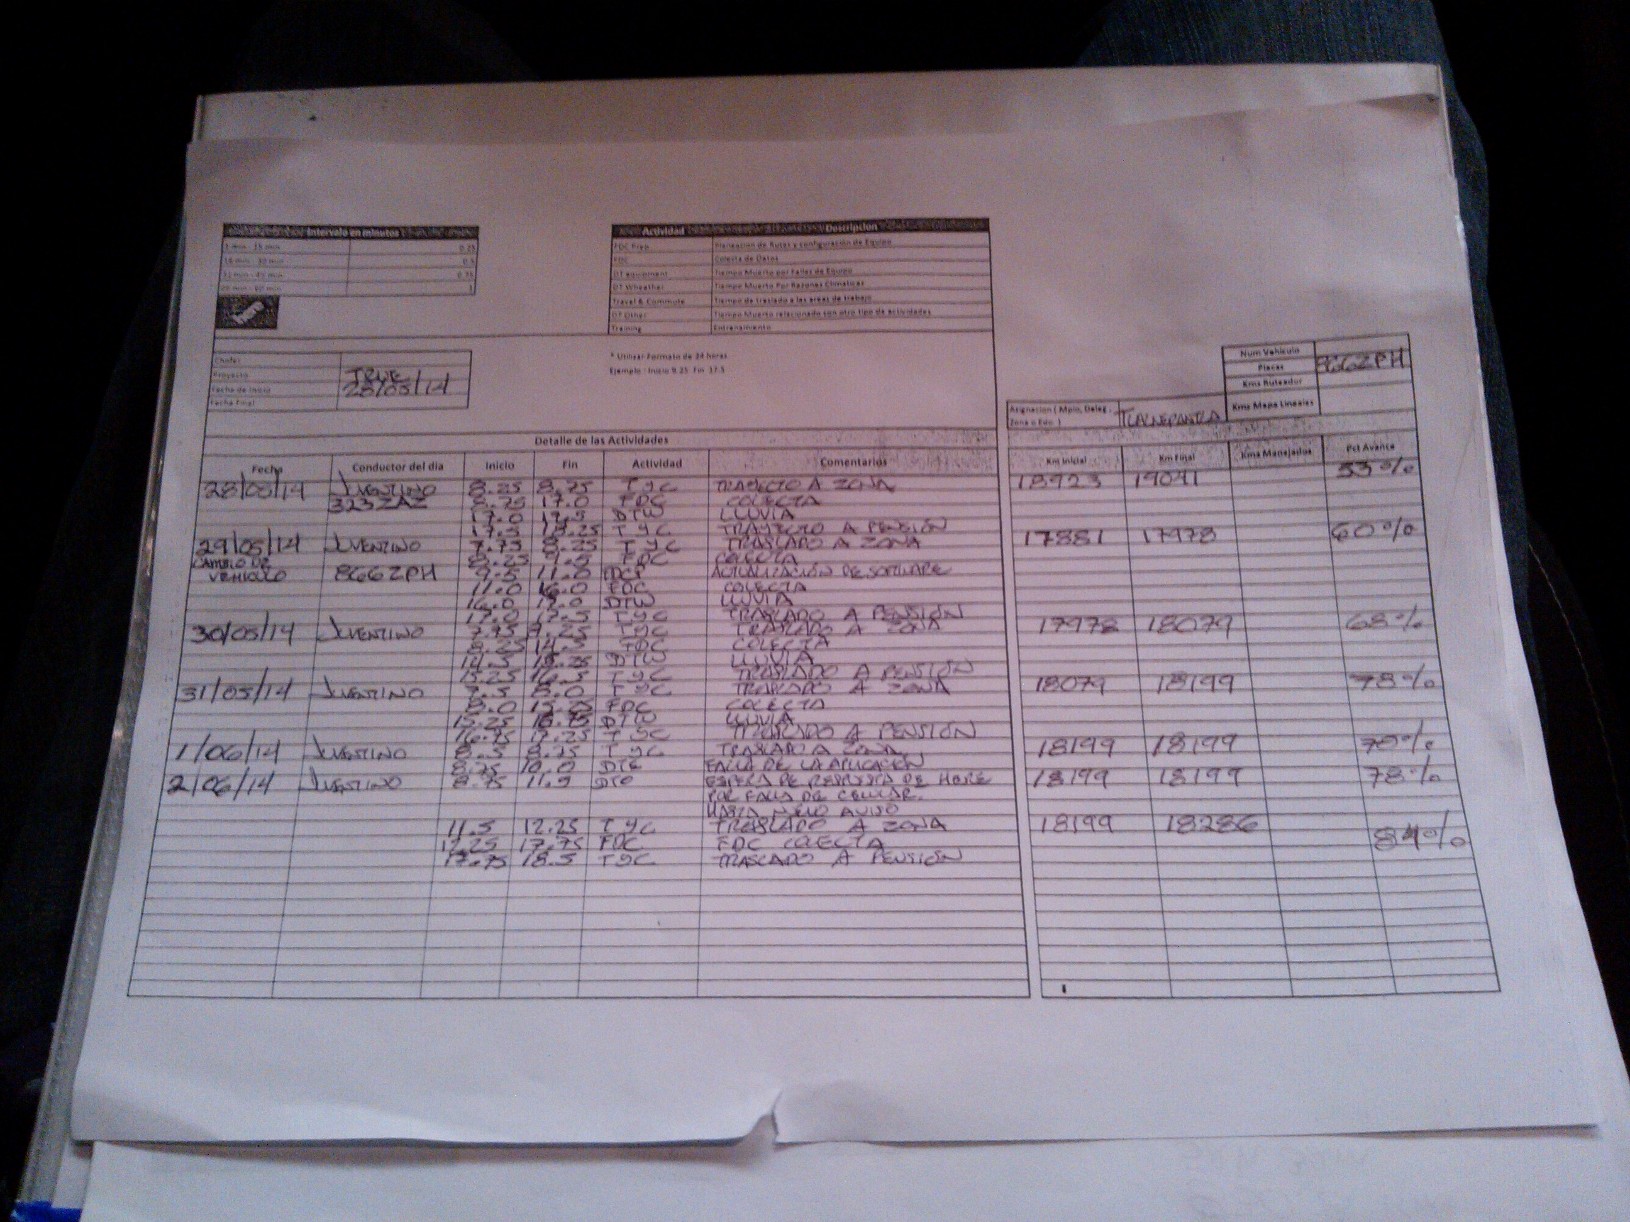 Intervalo en minutos
1 min - 15 min 0.25
16 min - 30 min 0.5
31 min - 45 min 0.75
1
here
Actividad Descripcion
FDC Prep. Planeación de Rutas y configuración de Equipo
FDC Colecta de Datos
DT equipment Tiempo Muerto por Fallas de Equipo
DT Wheather Tiempo Muerto Por Razones Climaticas
Travel & Commute Tiempo de traslado a las areas de trabajo
DT Other Tiempo Muerto relacionado con otro tipo de actividades
Training Entrenamiento
* Utilizar Formato de 24 horas
Ejemplo : Inicio 9.25 Fin 17.5
Chofer
Proyecto TRUE
Fecha de Inicio 28/05/14
Fecha Final
Num Vehiculo
Placas 866ZPH
Kms Ruteador
Kms Mapa Lineales
Asignacion ( Mpio, Deleg, Zona o Edo ) TLALNEPANTLA
Detalle de las Actividades
Fecha Conductor del dia Inicio Fin Actividad Comentarios Km Inicial Km Final Kms Manejados Pct Avance
28/05/14 JUVENTINO 8.25 8.75 TYC TRAYECTO A ZONA 18923 19041 53%
323ZAZ 8.75 17.0 FDC COLECTA
17.0 17.5 DTW LLUVIA
17.5 18.25 TYC TRAYECTO A PENSIÓN
29/05/14 JUVENTINO 7.75 8.25 TYC TRASLADO A ZONA 17881 17978 60%
CAMBIO DE 8.25 9.5 FDC COLECTA
VEHICULO 866ZPH 9.5 11.0 FDCP ACTUALIZACIÓN DE SOFTWARE
11.0 16.0 FDC COLECTA
16.0 17.0 DTW LLUVIA
17.0 17.5 TYC TRASLADO A PENSIÓN
30/05/14 JUVENTINO 7.75 8.25 TYC TRASLADO A ZONA 17978 18079 68%
8.25 14.5 FDC COLECTA
14.5 15.25 DTW LLUVIA
15.25 16.5 TYC TRASLADO A PENSIÓN
31/05/14 JUVENTINO 7.5 8.0 TYC TRASLADO A ZONA 18079 18199 78%
8.0 15.25 FDC COLECTA
15.25 16.75 DTW LLUVIA
16.75 17.25 TYC TRASLADO A PENSIÓN
1/06/14 JUVENTINO 8.5 8.75 TYC TRASLADO A ZONA 18199 18199 78%
8.75 10.0 DTE FALLA DE LA APLICACIÓN
2/06/14 JUVENTINO 8.75 11.5 DTO ESPERA DE RESPUESTA DE HERE 18199 18199 78%
POR FALLA DE CELULAR.
HASTA NUEVO AVISO
11.5 12.25 TYC TRASLADO A ZONA 18199 18286
12.25 17.75 FDC FDC COLECTA 84%
17.75 18.5 TYC TRASLADO A PENSIÓN